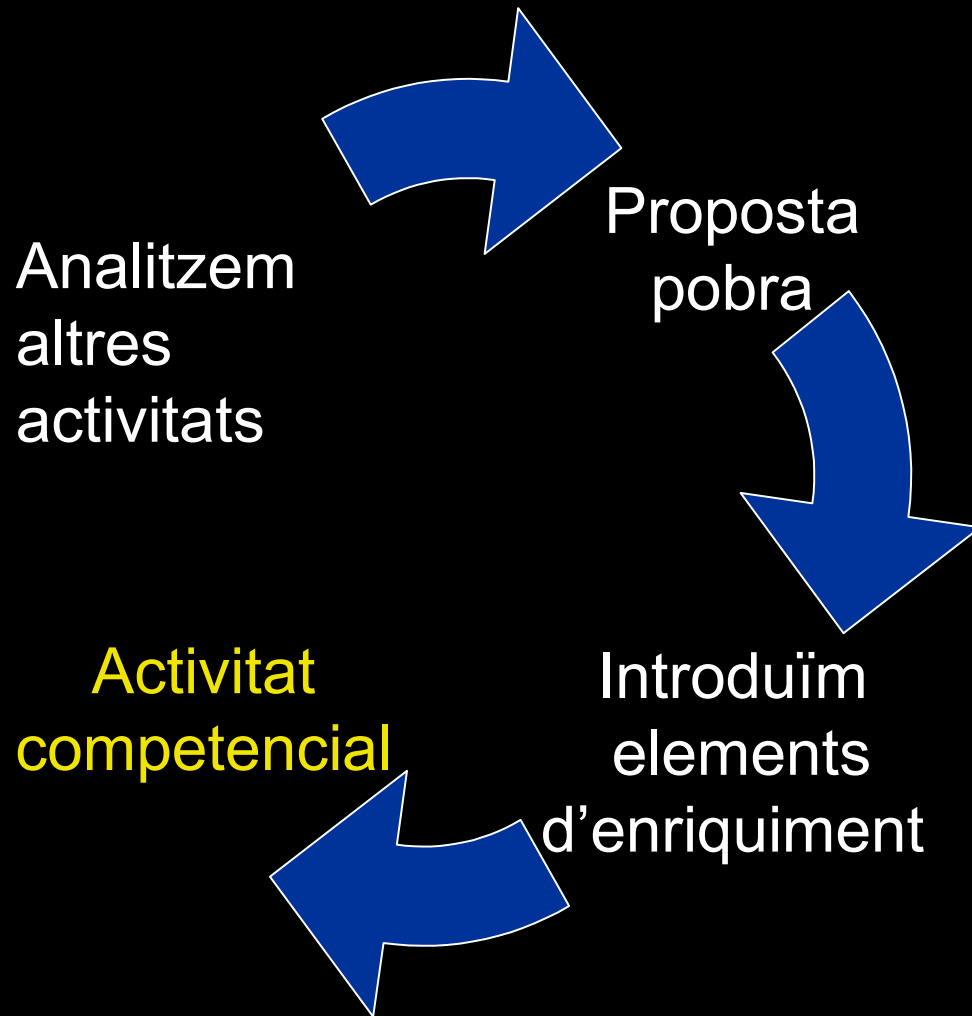 Analitzem
altres
activitats
Proposta
pobra
Introduïm
elements
d’enriquiment
Activitat
competencial